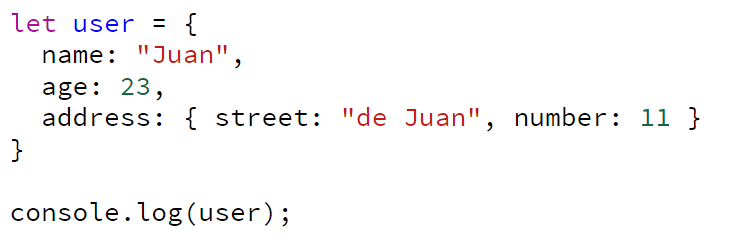 let user = {
  name: "Juan",
  age: 23,
  address: { street: "de Juan", number: 11 }
}

console.log(user);